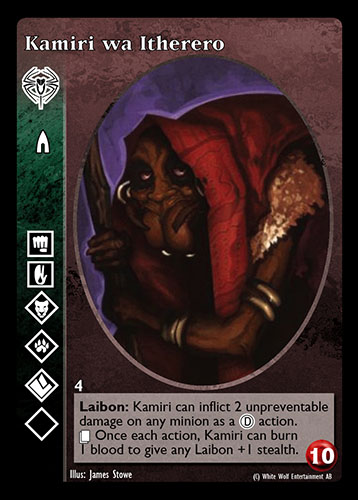 Kamiri wa Itherero
4
Laibon: Kamiri can inflict 2 unpreventable
damage on any minion as a Ⓓ action.
Once each action, Kamiri can burn
1 blood to give any Laibon +1 stealth.
10
Illus: James Stowe
(C) White Wolf Entertainment AB